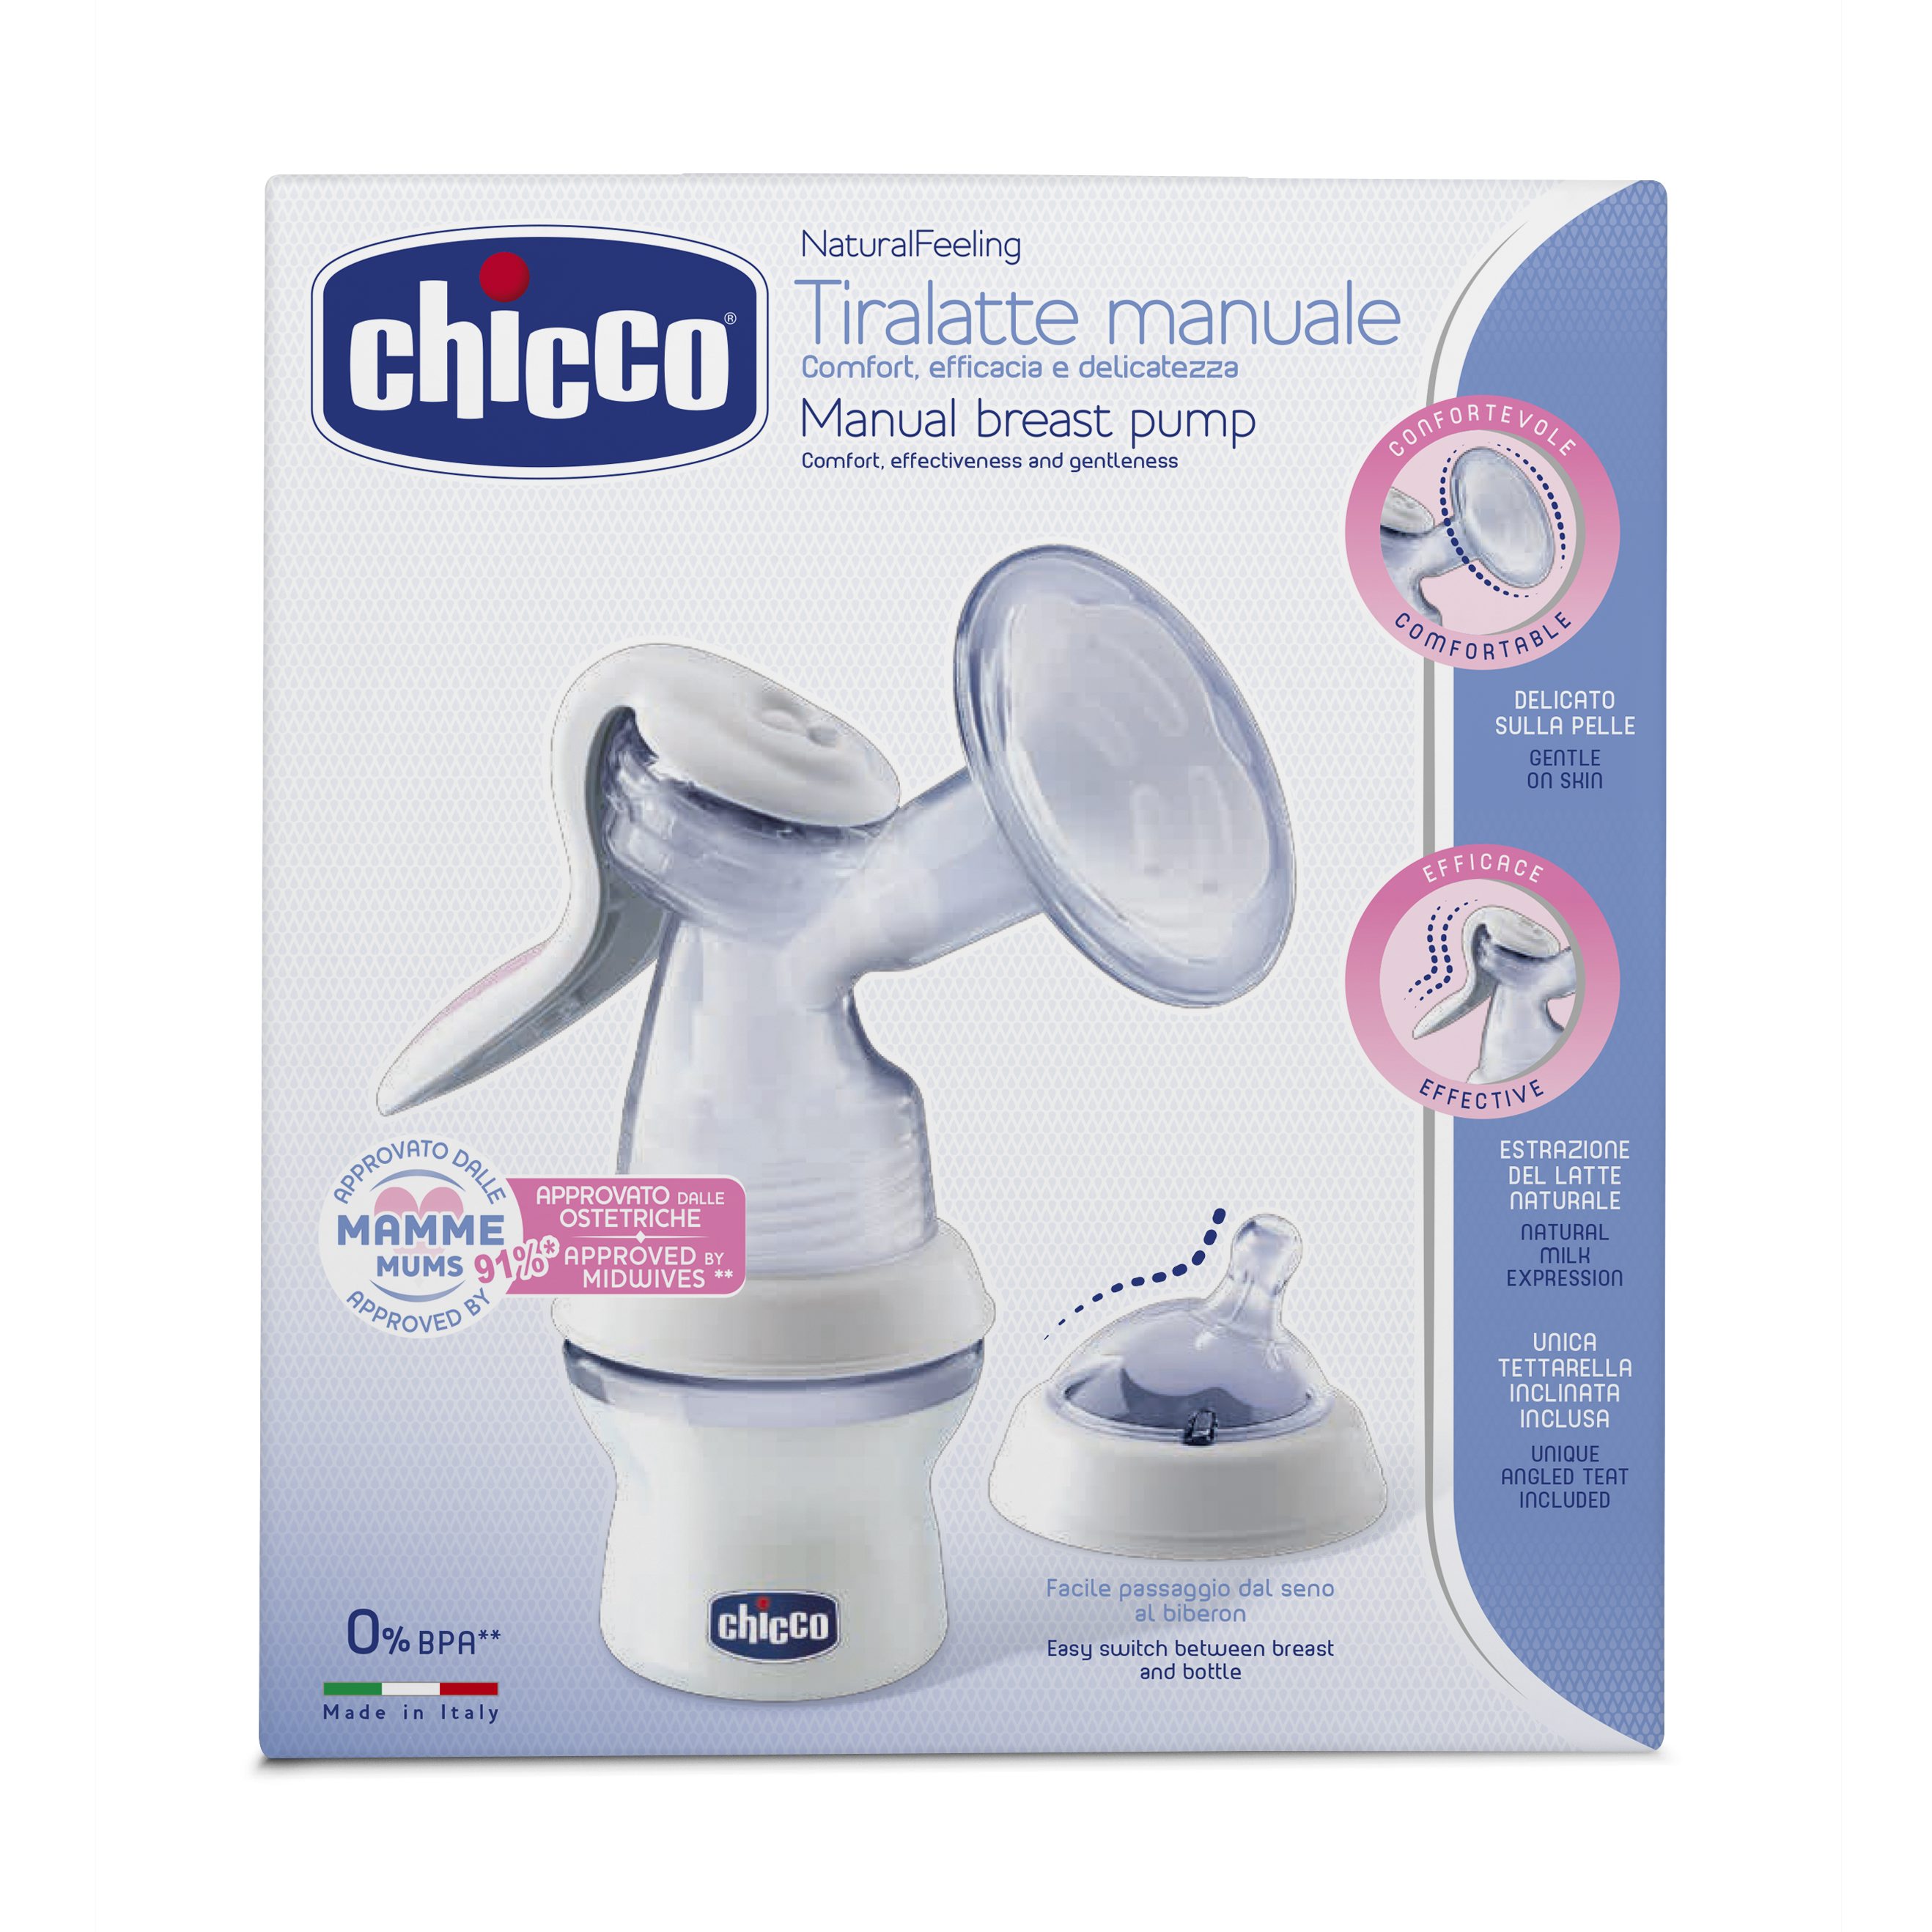 chicco®
NaturalFeeling
Tiralatte manuale
Comfort, efficacia e delicatezza
Manual breast pump
Comfort, effectiveness and gentleness
CONFORTEVOLE
COMFORTABLE
DELICATO
SULLA PELLE
GENTLE
ON SKIN
EFFICACE
EFFECTIVE
ESTRAZIONE
DEL LATTE
NATURALE
NATURAL
MILK
EXPRESSION
UNICA
TETTARELLA
INCLINATA
INCLUSA
UNIQUE
ANGLED TEAT
INCLUDED
APPROVATO DALLE
MAMME
MUMS 91%*
APPROVED BY
APPROVATO DALLE
OSTETRICHE
APPROVED BY
MIDWIVES **
chicco
Facile passaggio dal seno
al biberon
Easy switch between breast
and bottle
0% BPA**
Made in Italy